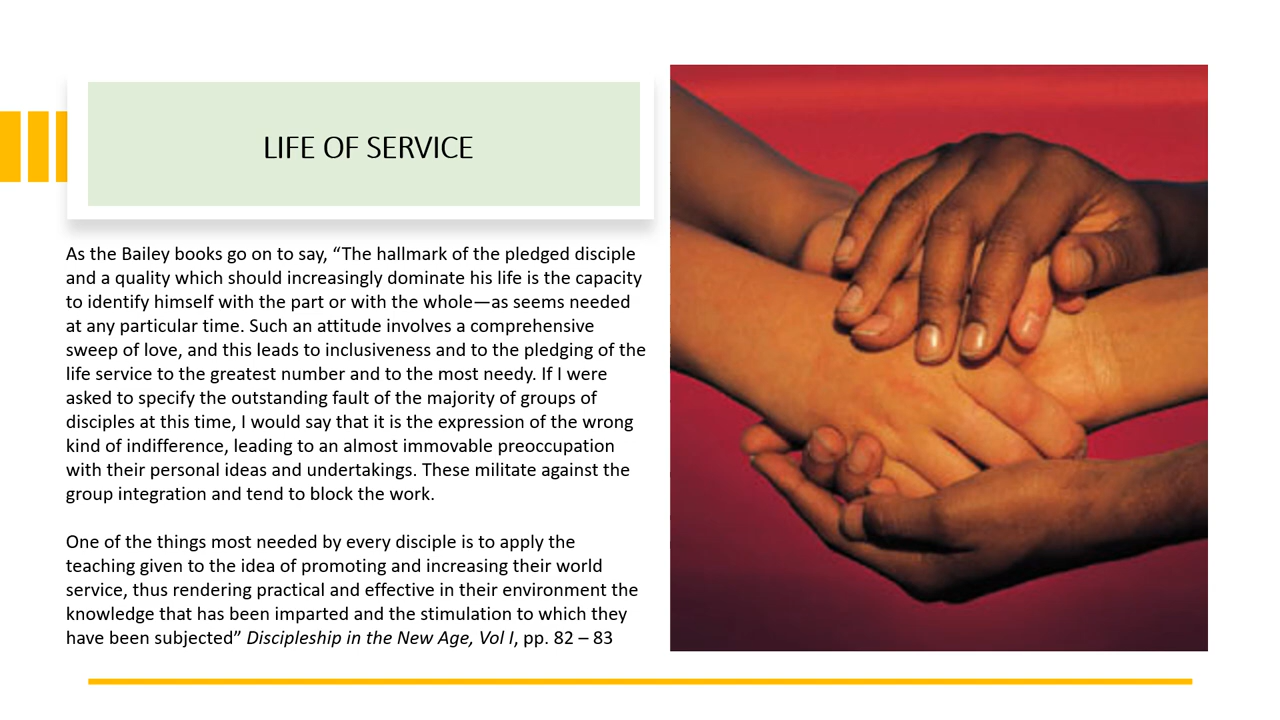 LIFE OF SERVICE
As the Bailey books go on to say, “The hallmark of the pledged disciple
and a quality which should increasingly dominate his life is the capacity
to identify himself with the part or with the whole—as seems needed
at any particular time. Such an attitude involves a comprehensive
sweep of love, and this leads to inclusiveness and to the pledging of the
life service to the greatest number and to the most needy. If I were
asked to specify the outstanding fault of the majority of groups of
disciples at this time, I would say that it is the expression of the wrong
kind of indifference, leading to an almost immovable preoccupation
with their personal ideas and undertakings. These militate against the
group integration and tend to block the work.
One of the things most needed by every disciple is to apply the
teaching given to the idea of promoting and increasing their world
service, thus rendering practical and effective in their environment the
knowledge that has been imparted and the stimulation to which they
have been subjected” Discipleship in the New Age, Vol I, pp. 82 – 83